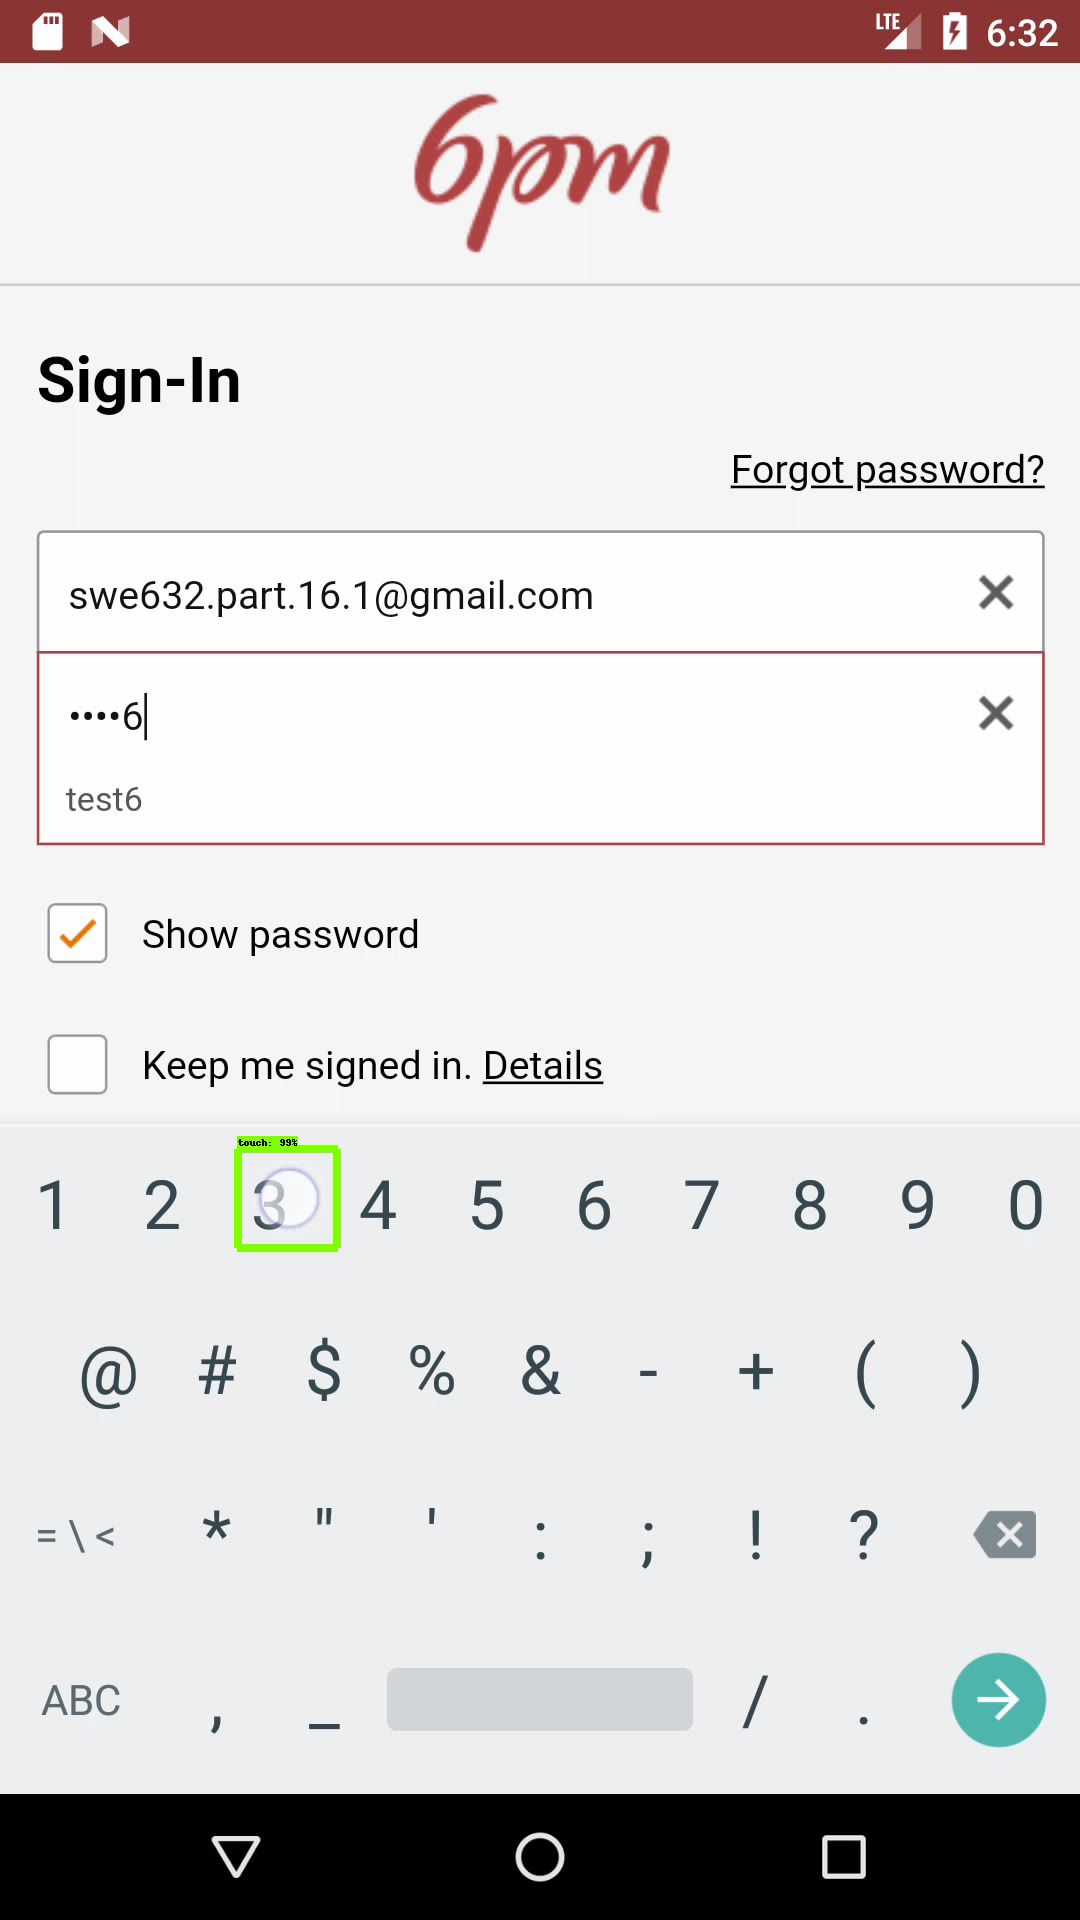 LTE 6:32
6pm
Sign-In
Forgot password?
swe632.part.16.1@gmail.com
••••6
test6
Show password
Keep me signed in. Details
touch: 99%
1 2 3 4 5 6 7 8 9 0
@ # $ % & - + ( )
= \ < * " ' : ; ! ?
ABC , _ / .